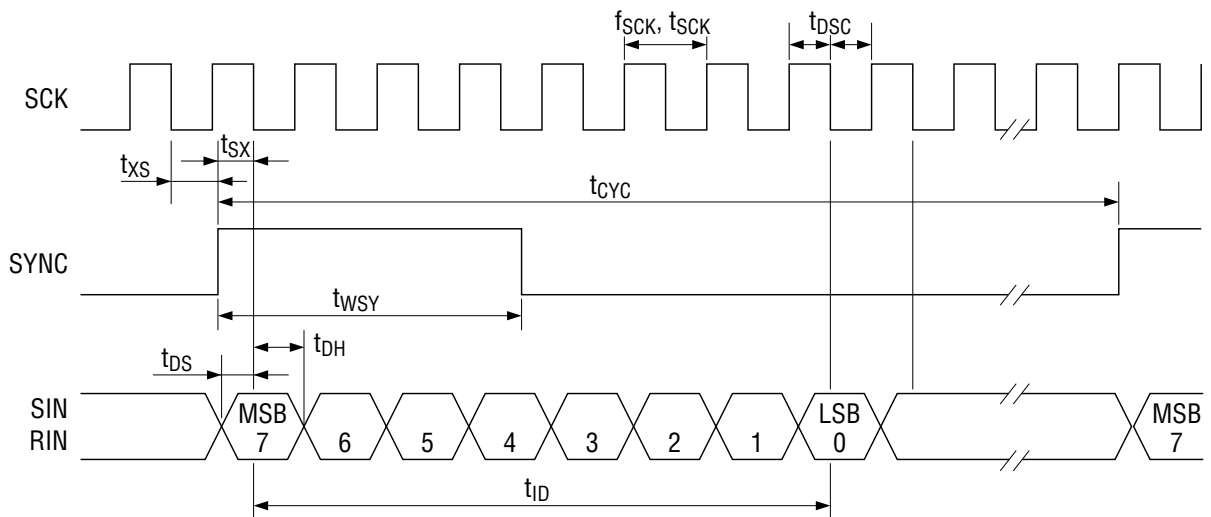 fSCK, tSCK
tDSC
SCK
tSX
tXS
tCYC
SYNC
tWSY
tDH
tDS
SIN
RIN
MSB
7
6
5
4
3
2
1
LSB
0
MSB
7
tID